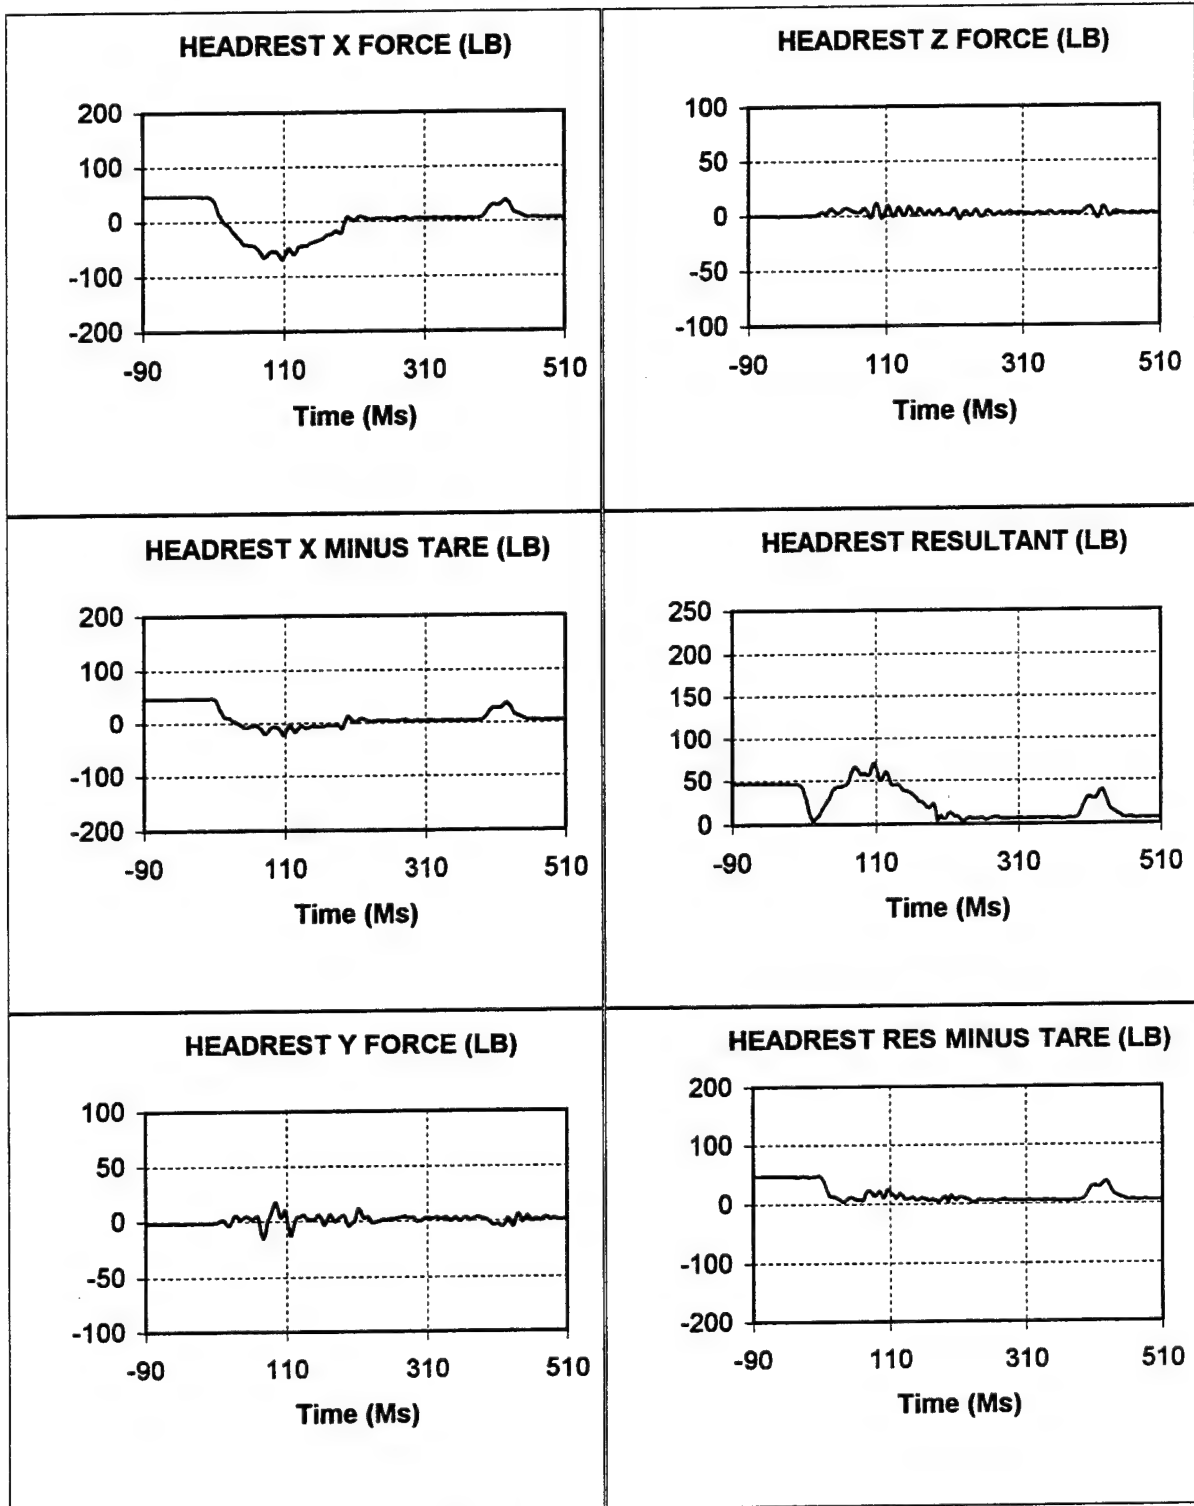 HEADREST X FORCE (LB)
200
100
0
-100
-200
-90 110 310 510
Time (Ms)
HEADREST Z FORCE (LB)
100
50
0
-50
-100
-90 110 310 510
Time (Ms)
HEADREST X MINUS TARE (LB)
200
100
0
-100
-200
-90 110 310 510
Time (Ms)
HEADREST RESULTANT (LB)
250
200
150
100
50
0
-90 110 310 510
Time (Ms)
HEADREST Y FORCE (LB)
100
50
0
-50
-100
-90 110 310 510
Time (Ms)
HEADREST RES MINUS TARE (LB)
200
100
0
-100
-200
-90 110 310 510
Time (Ms)